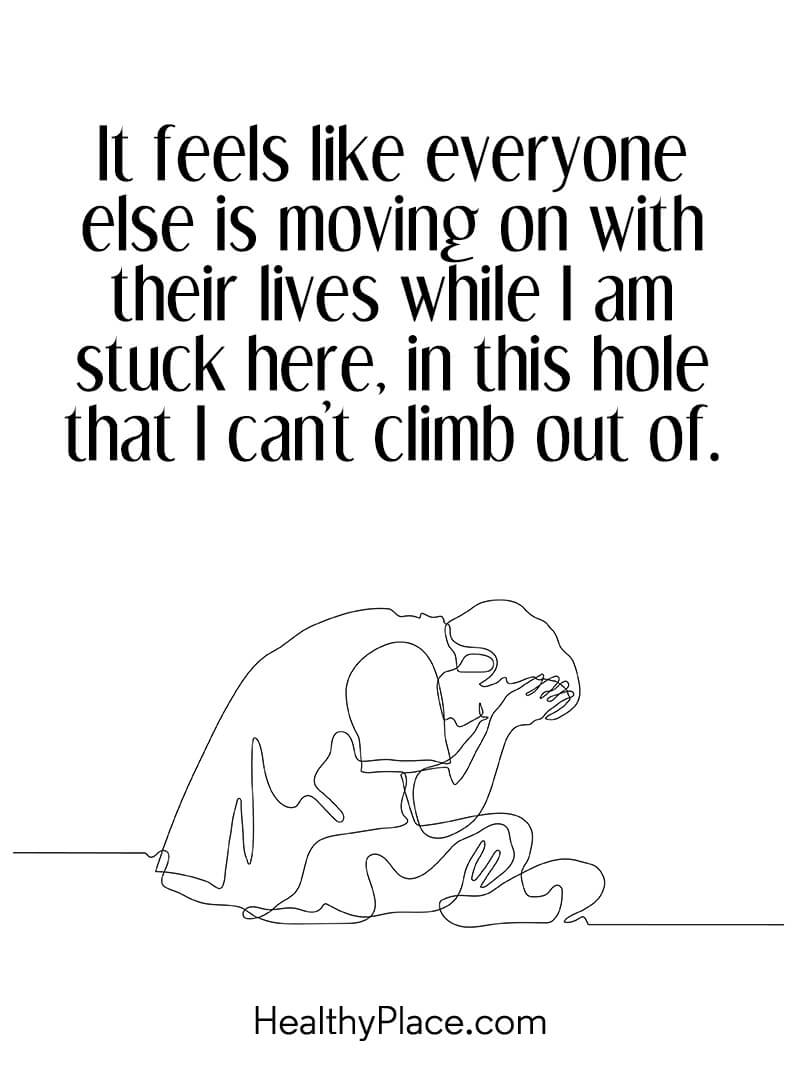 It feels like everyone
else is moving on with
their lives while I am
stuck here, in this hole
that I can't climb out of.
HealthyPlace.com